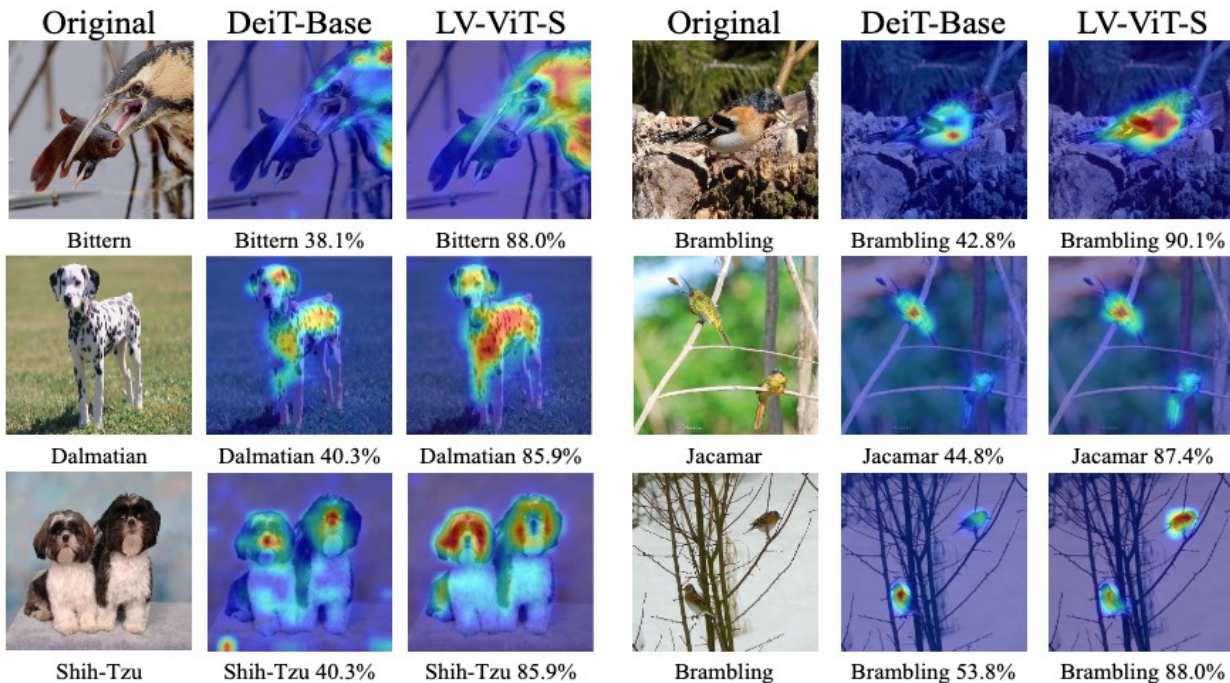 Original DeiT-Base LV-ViT-S Original DeiT-Base LV-ViT-S
Bittern Bittern 38.1% Bittern 88.0% Brambling Brambling 42.8% Brambling 90.1%
Dalmatian Dalmatian 40.3% Dalmatian 85.9% Jacamar Jacamar 44.8% Jacamar 87.4%
Shih-Tzu Shih-Tzu 40.3% Shih-Tzu 85.9% Brambling Brambling 53.8% Brambling 88.0%